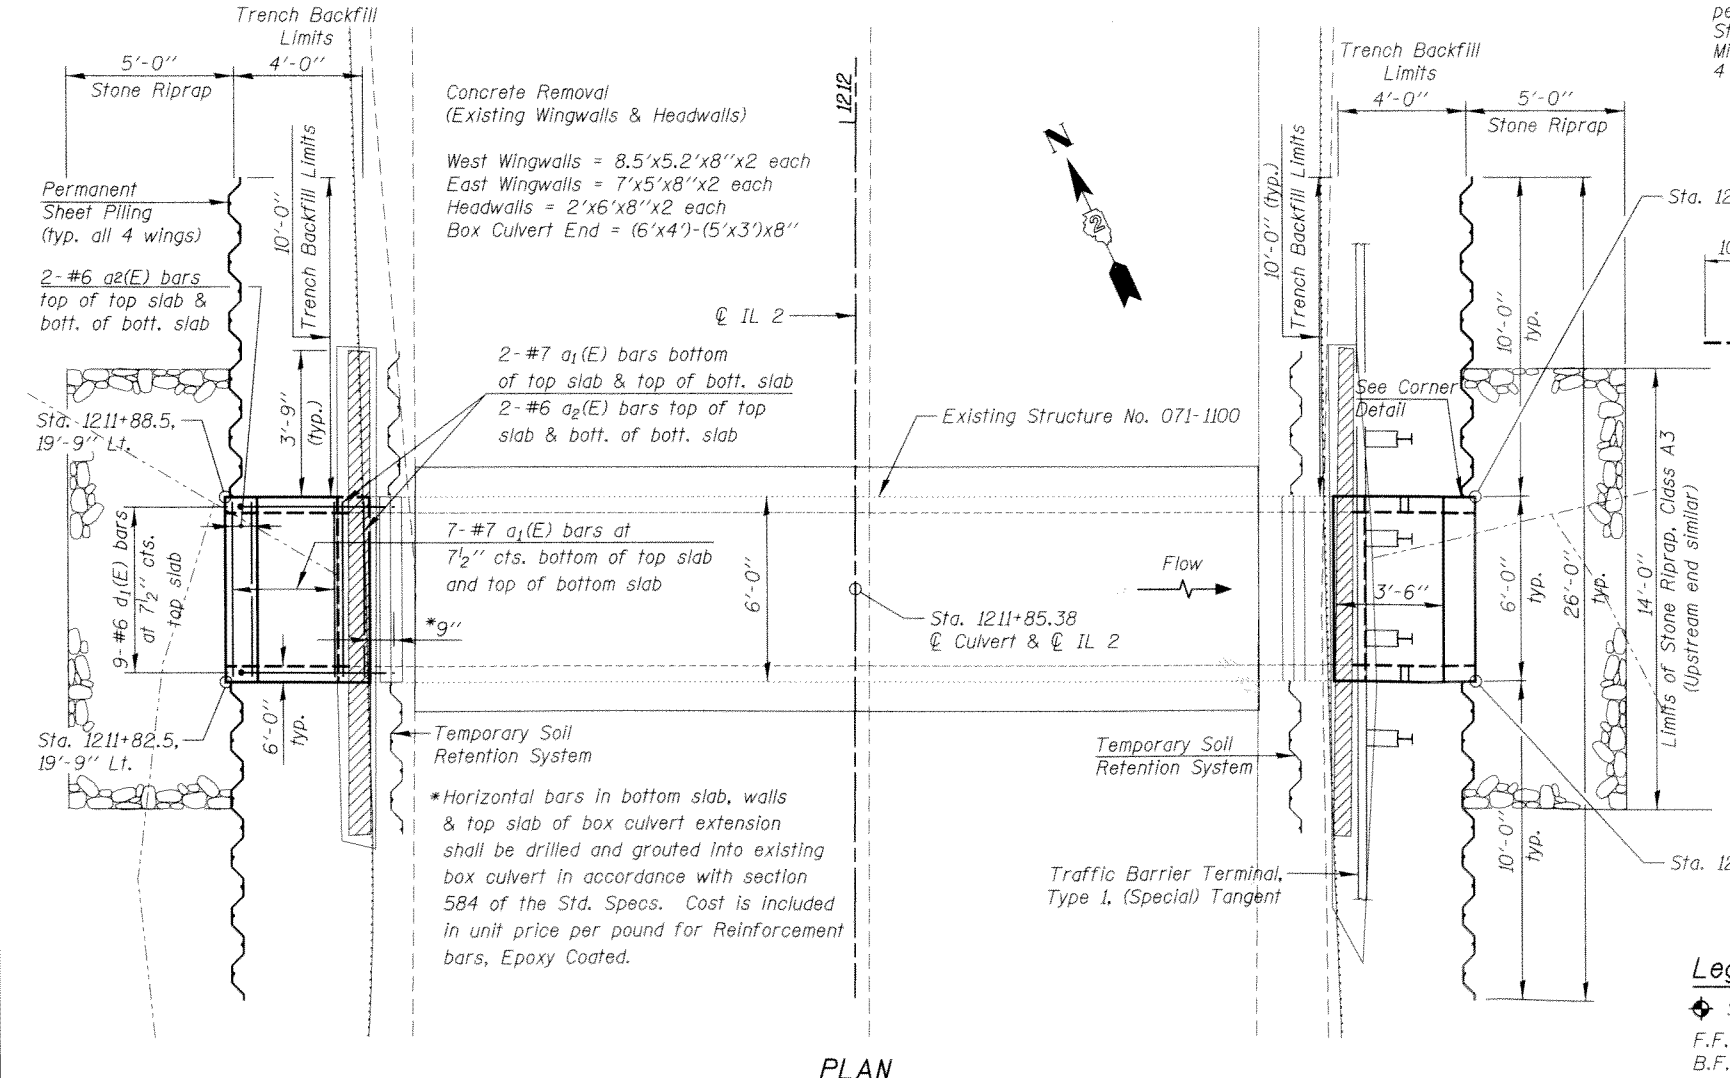 Trench Backfill
Limits
5'-0"
4'-0"
Stone Riprap
Concrete Removal
(Existing Wingwalls & Headwalls)
West Wingwalls = 8.5'x5.2'x8"x2 each
East Wingwalls = 7'x5'x8"x2 each
Headwalls = 2'x6'x8"x2 each
Box Culvert End = (6'x4')-(5'x3')x8"
1212
N
2
Trench Backfill
Limits
4'-0"
5'-0"
Stone Riprap
4
Permanent
Sheet Piling
(typ. all 4 wings)
10'-0"
Trench Backfill Limits
2-#6 a2(E) bars
top of top slab &
bott. of bott. slab
℄ IL 2
10'-0" (typ.)
Trench Backfill Limits
10'-0"
typ.
Sta. 12
10
2-#7 a1(E) bars bottom
of top slab & top of bott. slab
2-#6 a2(E) bars top of top
slab & bott. of bott. slab
3'-9"
(typ.)
Sta. 1211+88.5,
19'-9" Lt.
Existing Structure No. 071-1100
See Corner
Detail
7-#7 a1(E) bars at
7½" cts. bottom of top slab
and top of bottom slab
9-#6 d1(E) bars
at 7½" cts.
top slab
*9"
6'-0"
Flow
Sta. 1211+85.38
℄ Culvert & ℄ IL 2
3'-6"
6'-0"
typ.
26'-0"
typ.
14'-0"
Limits of Stone Riprap, Class A3
(Upstream end similar)
6'-0"
typ.
Sta. 1211+82.5,
19'-9" Lt.
Temporary Soil
Retention System
Temporary Soil
Retention System
*Horizontal bars in bottom slab, walls
& top slab of box culvert extension
shall be drilled and grouted into existing
box culvert in accordance with section
584 of the Std. Specs. Cost is included
in unit price per pound for Reinforcement
bars, Epoxy Coated.
Traffic Barrier Terminal,
Type 1, (Special) Tangent
10'-0"
typ.
Sta. 12
Leg
F.F.
B.F.
PLAN